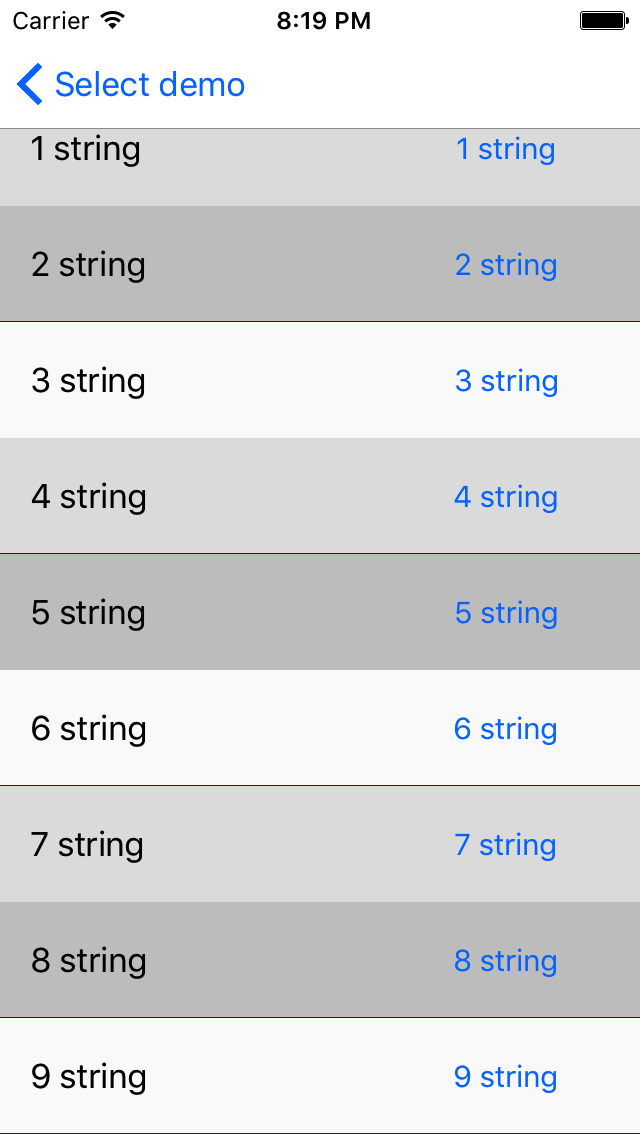 Carrier 8:19 PM
Select demo
1 string 1 string
2 string 2 string
3 string 3 string
4 string 4 string
5 string 5 string
6 string 6 string
7 string 7 string
8 string 8 string
9 string 9 string